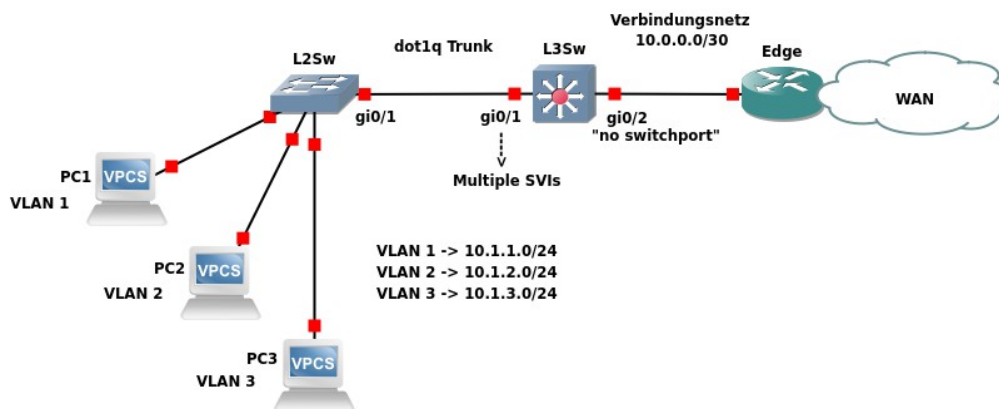 Verbindungsnetz
10.0.0.0/30
dot1q Trunk
L3Sw
Edge
L2Sw
WAN
gi0/1
gi0/1
gi0/2
"no switchport"
Multiple SVIs
PC1
VPCS
VLAN 1
PC2
VPCS
VLAN 2
VLAN 1 -> 10.1.1.0/24
VLAN 2 -> 10.1.2.0/24
VLAN 3 -> 10.1.3.0/24
PC3
VPCS
VLAN 3